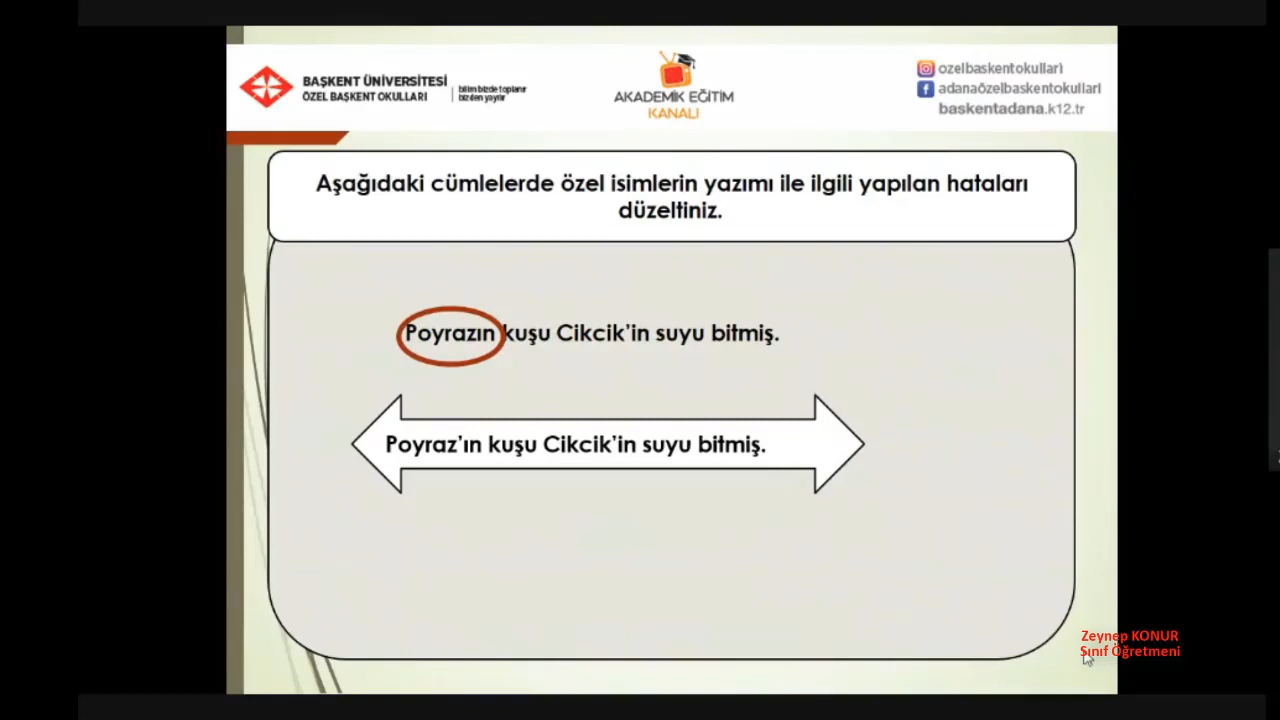 BAŞKENT ÜNİVERSİTESİ
ÖZEL BAŞKENT OKULLARI
bilim bizde toplanır
bizden yayılır
AKADEMİK EĞİTİM
KANALI
ozelbaskentokullari
adanaözelbaskentokullari
baskentadana.k12.tr
Aşağıdaki cümlelerde özel isimlerin yazımı ile ilgili yapılan hataları
düzeltiniz.
Poyrazın kuşu Cikcik’in suyu bitmiş.
Poyraz’ın kuşu Cikcik’in suyu bitmiş.
Zeynep KONUR
Sınıf Öğretmeni